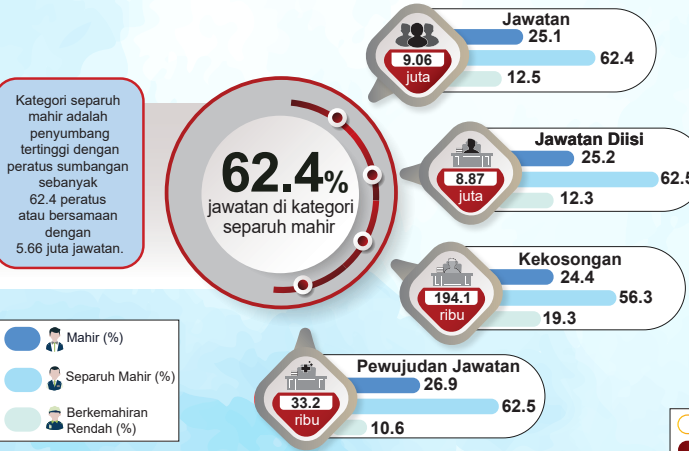 Kategori separuh
mahir adalah
penyumbang
tertinggi dengan
peratus sumbangan
sebanyak
62.4 peratus
atau bersamaan
dengan
5.66 juta jawatan.
62.4%
jawatan di kategori
separuh mahir
Jawatan
9.06
juta
25.1
62.4
12.5
Jawatan Diisi
8.87
juta
25.2
62.5
12.3
Kekosongan
194.1
ribu
24.4
56.3
19.3
Pewujudan Jawatan
33.2
ribu
26.9
62.5
10.6
Mahir (%)
Separuh Mahir (%)
Berkemahiran
Rendah (%)